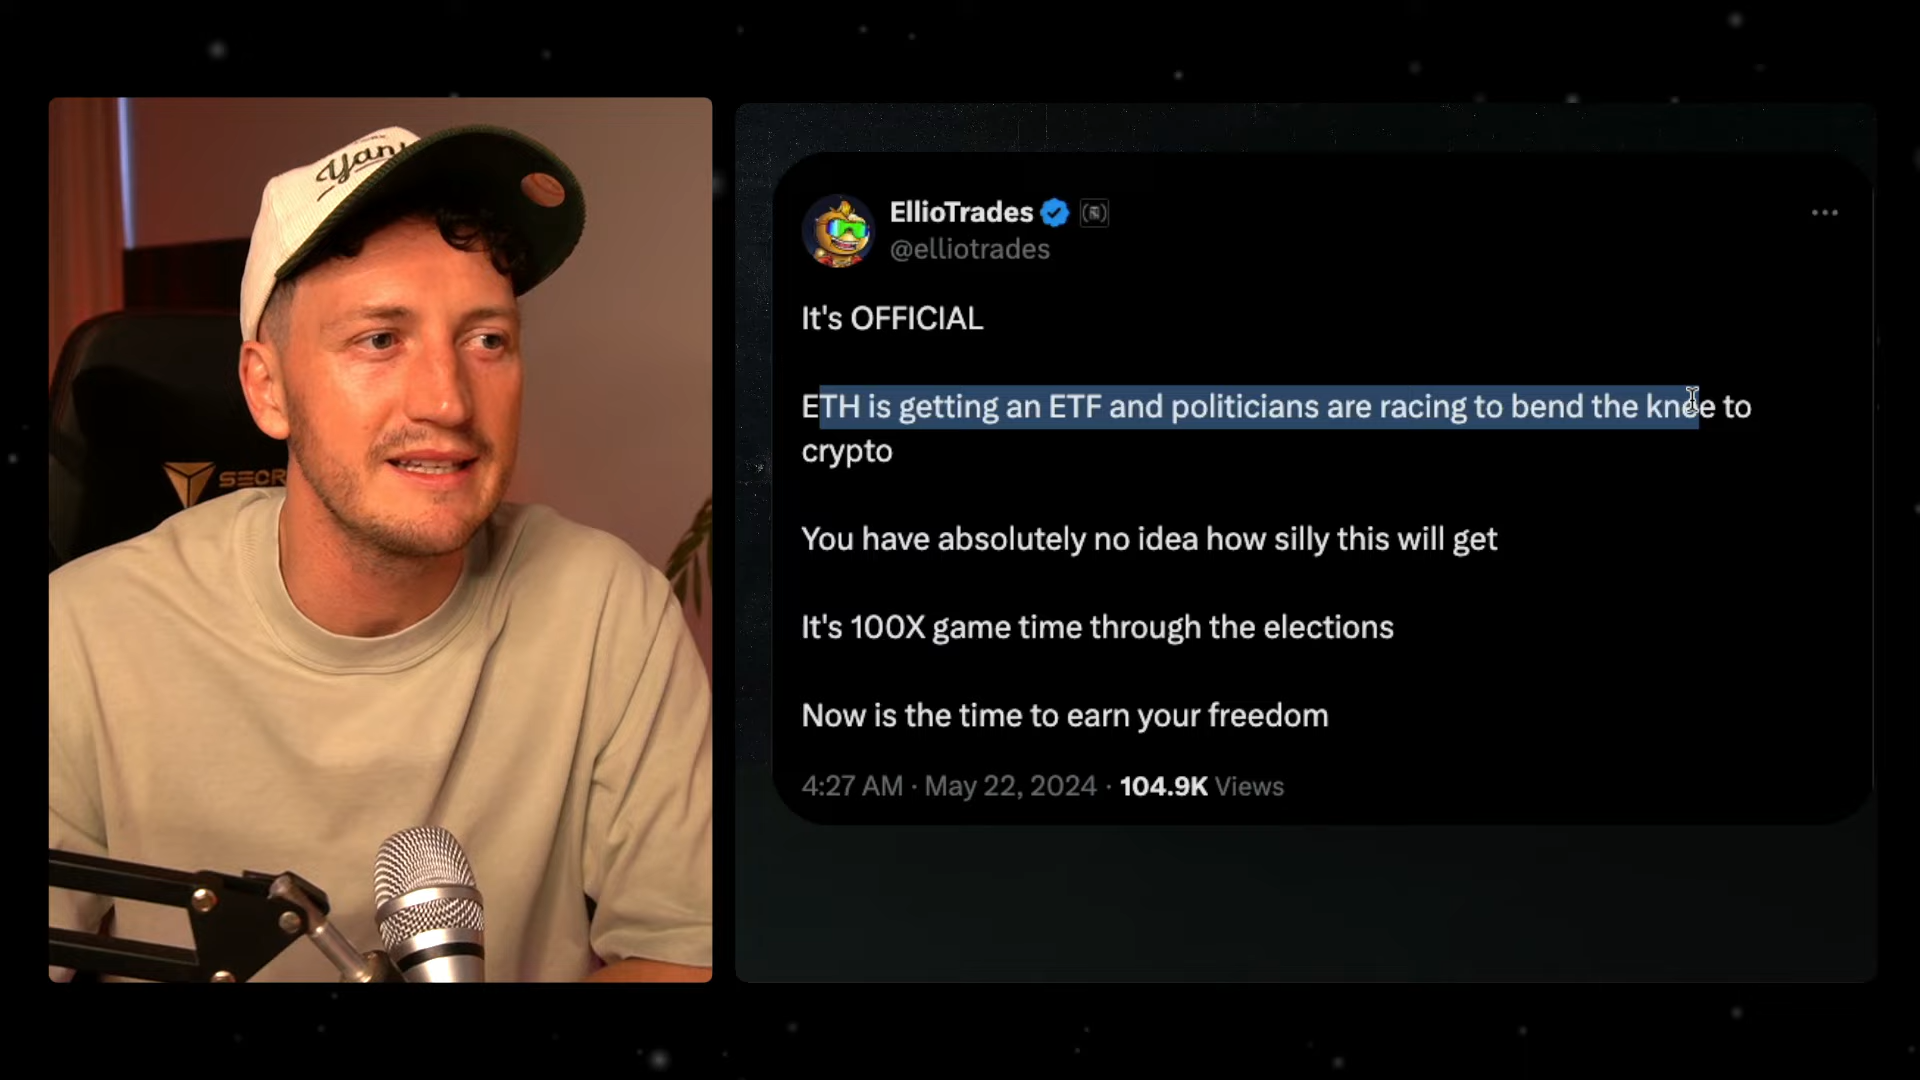 Yan
SECR
EllioTrades
@elliotrades
It's OFFICIAL
ETH is getting an ETF and politicians are racing to bend the knee to
crypto
You have absolutely no idea how silly this will get
It's 100X game time through the elections
Now is the time to earn your freedom
4:27 AM · May 22, 2024 · 104.9K Views